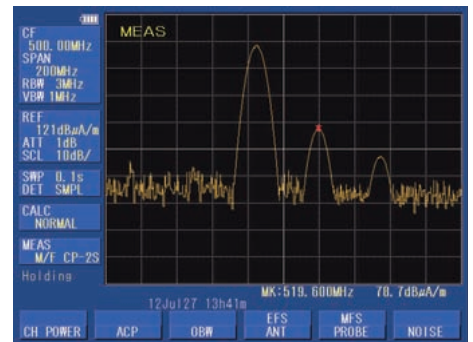 MEAS
CF
500.00MHz
SPAN
200MHz
RBW 3MHz
VBW 1MHz
REF
121dBμA/m
ATT 1dB
SCL 10dB/
SWP 0.1s
DET SMPL
CALC
NORMAL
MEAS
M/F CP-2S
Holding
MK:519.600MHz 70.7dBμA/m
12Jul27 13h41m
CH POWER
ACP
OBW
EFS
ANT
MFS
PROBE
NOISE